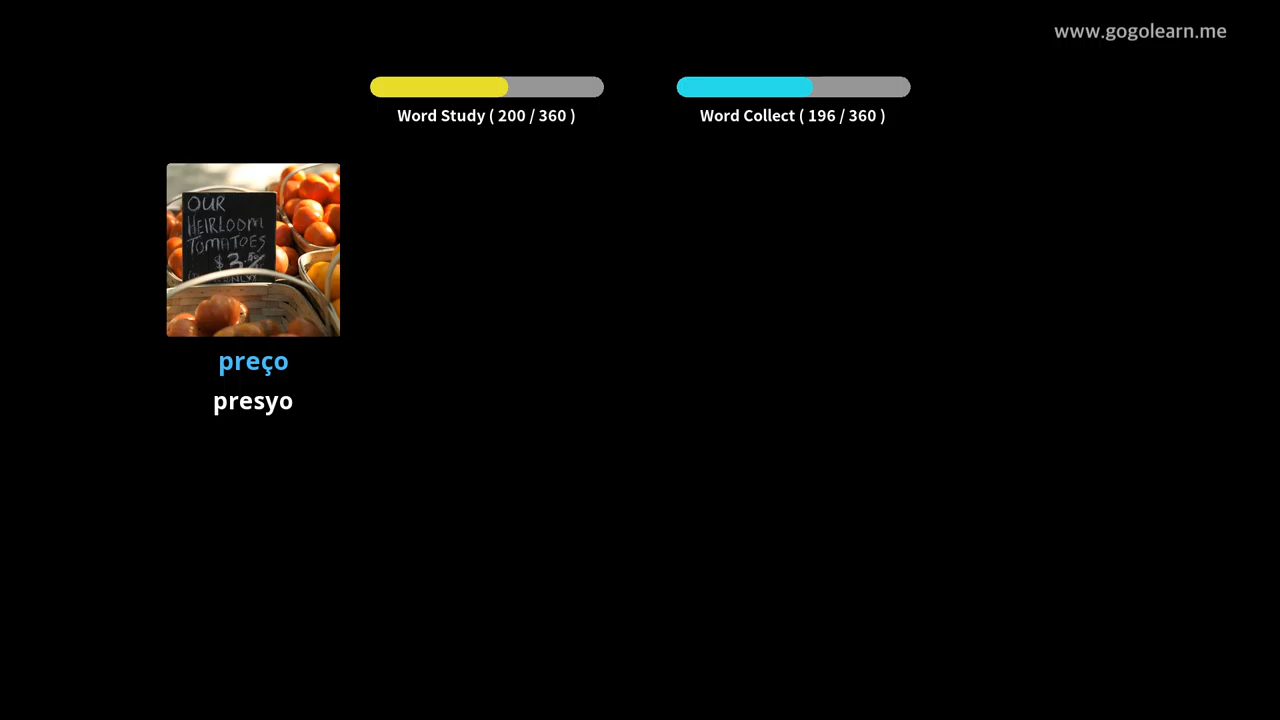 www.gogolearn.me
Word Study ( 200 / 360 )
Word Collect ( 196 / 360 )
OUR
HEIRLOOM
TOMATOES
preço
presyo